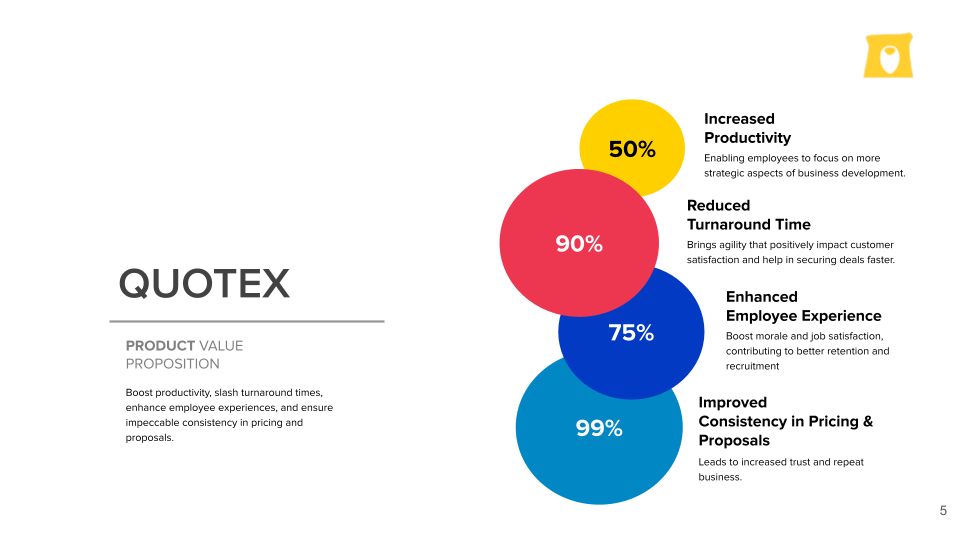 QUOTEX
PRODUCT VALUE
PROPOSITION
Boost productivity, slash turnaround times,
enhance employee experiences, and ensure
impeccable consistency in pricing and
proposals.
50%
Increased
Productivity
Enabling employees to focus on more
strategic aspects of business development.
90%
Reduced
Turnaround Time
Brings agility that positively impact customer
satisfaction and help in securing deals faster.
75%
Enhanced
Employee Experience
Boost morale and job satisfaction,
contributing to better retention and
recruitment
99%
Improved
Consistency in Pricing &
Proposals
Leads to increased trust and repeat
business.
5